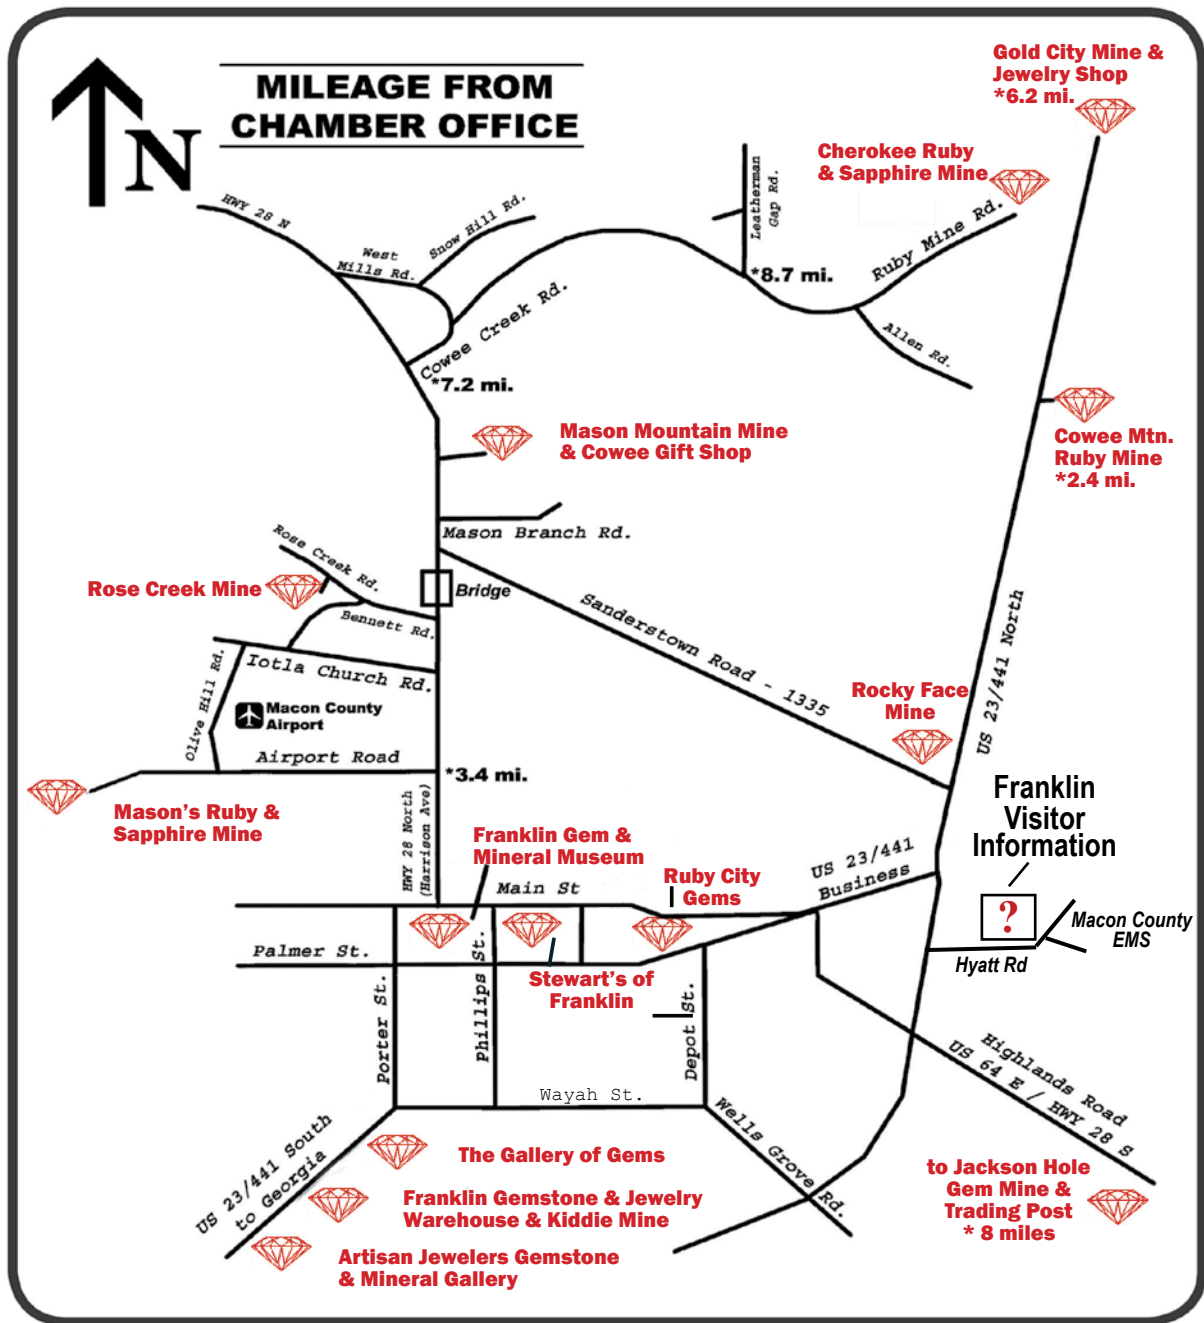 MILEAGE FROM
CHAMBER OFFICE
N
Gold City Mine &
Jewelry Shop
*6.2 mi.
Cherokee Ruby
& Sapphire Mine
Leatherman
Gap Rd.
Ruby Mine Rd.
*8.7 mi.
Allen Rd.
HWY 28 N
West
Mills Rd.
Snow Hill Rd.
Cowee Creek Rd.
*7.2 mi.
Mason Mountain Mine
& Cowee Gift Shop
Cowee Mtn.
Ruby Mine
*2.4 mi.
Mason Branch Rd.
Rose Creek Rd.
Rose Creek Mine
Bridge
Bennett Rd.
Sanderstown Road - 1335
US 23/441 North
Iotla Church Rd.
Olive Hill Rd.
Macon County
Airport
Airport Road
*3.4 mi.
Rocky Face
Mine
Mason's Ruby &
Sapphire Mine
HWY 28 North
(Harrison Ave)
Franklin
Visitor
Information
?
Macon County
EMS
Hyatt Rd
Franklin Gem &
Mineral Museum
Main St
Ruby City
Gems
US 23/441
Business
Palmer St.
Stewart's of
Franklin
Porter St.
Phillips St.
Depot St.
Wayah St.
Wells Grove Rd.
Highlands Road
US 64 E / HWY 28 S
US 23/441 South
to Georgia
The Gallery of Gems
Franklin Gemstone & Jewelry
Warehouse & Kiddie Mine
Artisan Jewelers Gemstone
& Mineral Gallery
to Jackson Hole
Gem Mine &
Trading Post
* 8 miles